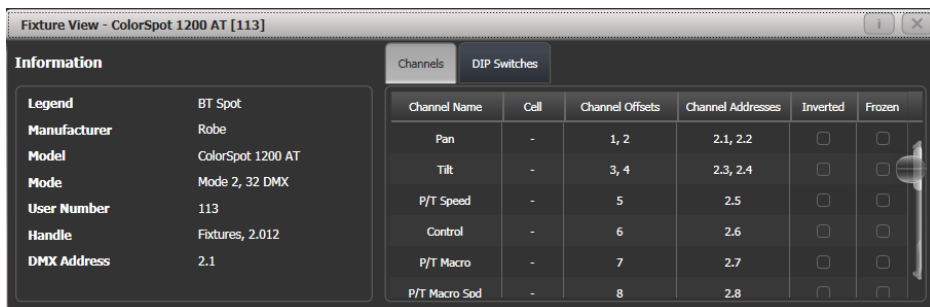 Fixture View - ColorSpot 1200 AT [113]
i
Information
Channels DIP Switches
Legend BT Spot
Manufacturer Robe
Model ColorSpot 1200 AT
Mode Mode 2, 32 DMX
User Number 113
Handle Fixtures, 2.012
DMX Address 2.1
Channel Name Cell Channel Offsets Channel Addresses Inverted Frozen
Pan - 1, 2 2.1, 2.2
Tilt - 3, 4 2.3, 2.4
P/T Speed - 5 2.5
Control - 6 2.6
P/T Macro - 7 2.7
P/T Macro Spd - 8 2.8